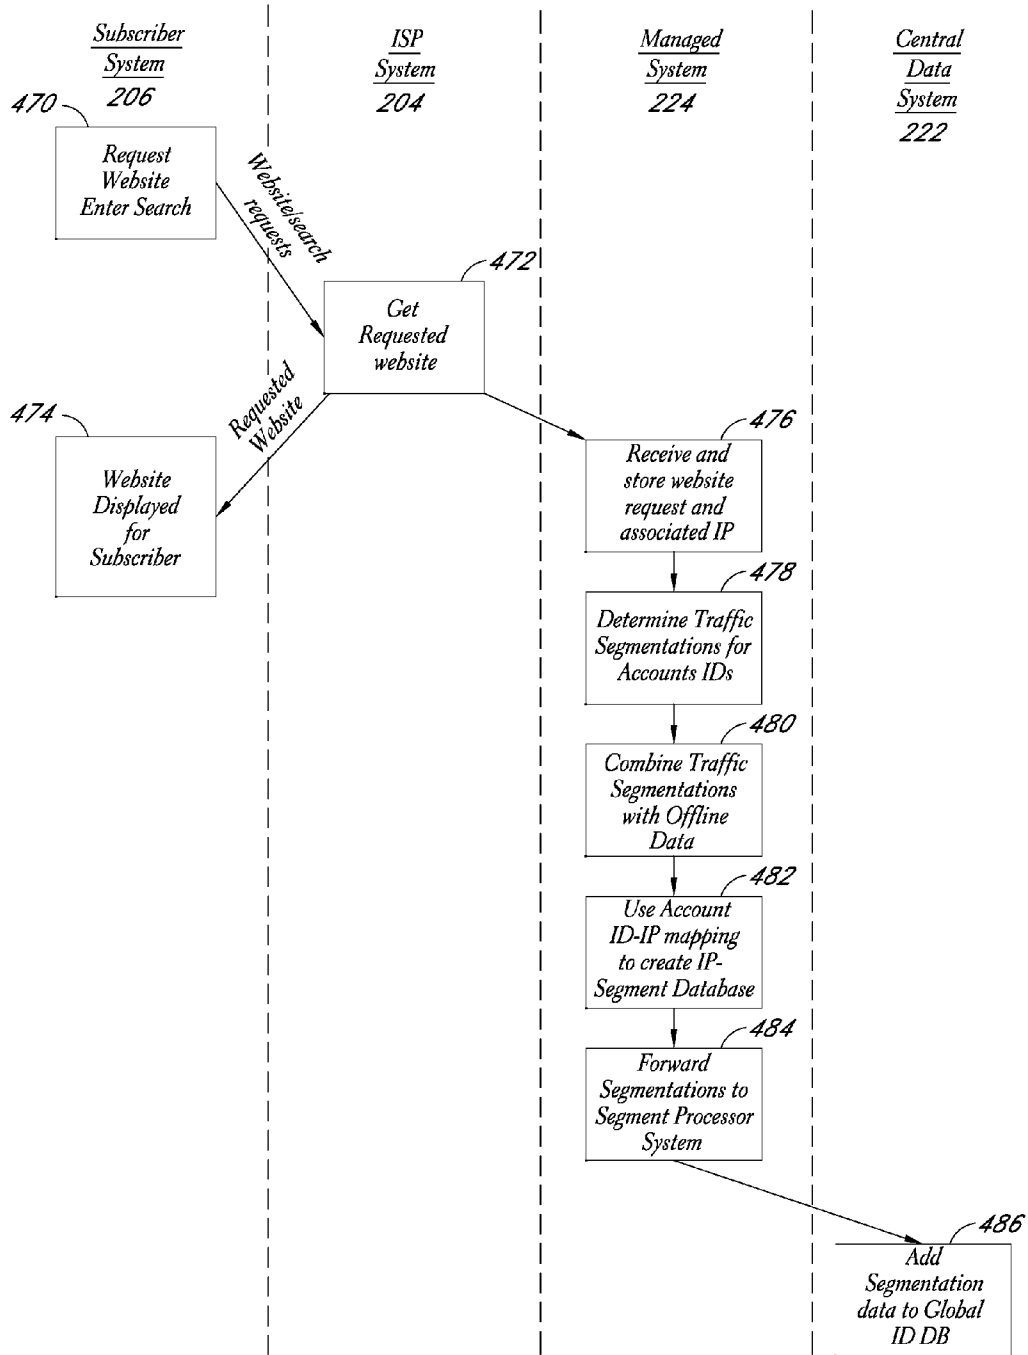 Subscriber
System
206
ISP
System
204
Managed
System
224
Central
Data
System
222
470
Request
Website
Enter Search
Website/search
requests
472
Get
Requested
website
Requested
Website
474
Website
Displayed
for
Subscriber
476
Receive and
store website
request and
associated IP
478
Determine Traffic
Segmentations for
Accounts IDs
480
Combine Traffic
Segmentations
with Offline
Data
482
Use Account
ID-IP mapping
to create IP-
Segment Database
484
Forward
Segmentations to
Segment Processor
System
486
Add
Segmentation
data to Global
ID DB